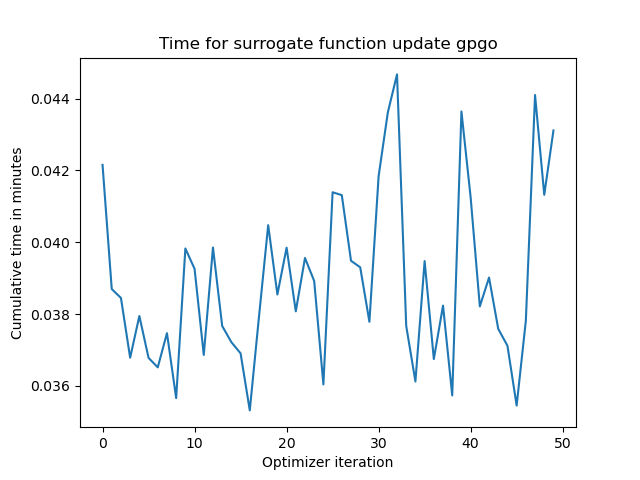 Time for surrogate function update gpgo
Cumulative time in minutes
0.044
0.042
0.040
0.038
0.036
0 10 20 30 40 50
Optimizer iteration